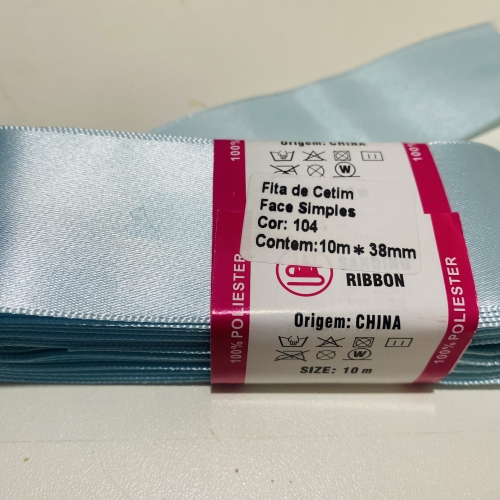 Origem: CHINA
100%
W
Fita de Cetim
Face Simples
Cor: 104
Contem:10m*38mm
RIBBON
Origem: CHINA
W
SIZE: 10 m
100% POLIESTER
100% POLIESTER